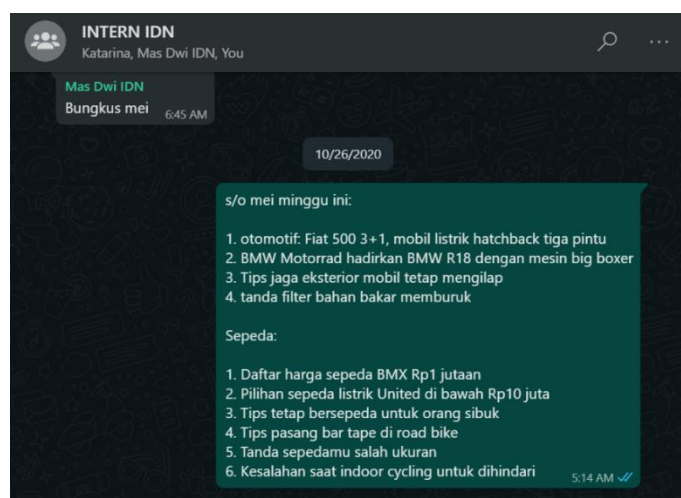 INTERN IDN
Katarina, Mas Dwi IDN, You
Mas Dwi IDN
Bungkus mei 6:45 AM
10/26/2020
s/o mei minggu ini:
1. otomotif: Fiat 500 3+1, mobil listrik hatchback tiga pintu
2. BMW Motorrad hadirkan BMW R18 dengan mesin big boxer
3. Tips jaga eksterior mobil tetap mengilap
4. tanda filter bahan bakar memburuk
Sepeda:
1. Daftar harga sepeda BMX Rp1 jutaan
2. Pilihan sepeda listrik United di bawah Rp10 juta
3. Tips tetap bersepeda untuk orang sibuk
4. Tips pasang bar tape di road bike
5. Tanda sepedamu salah ukuran
6. Kesalahan saat indoor cycling untuk dihindari 5:14 AM